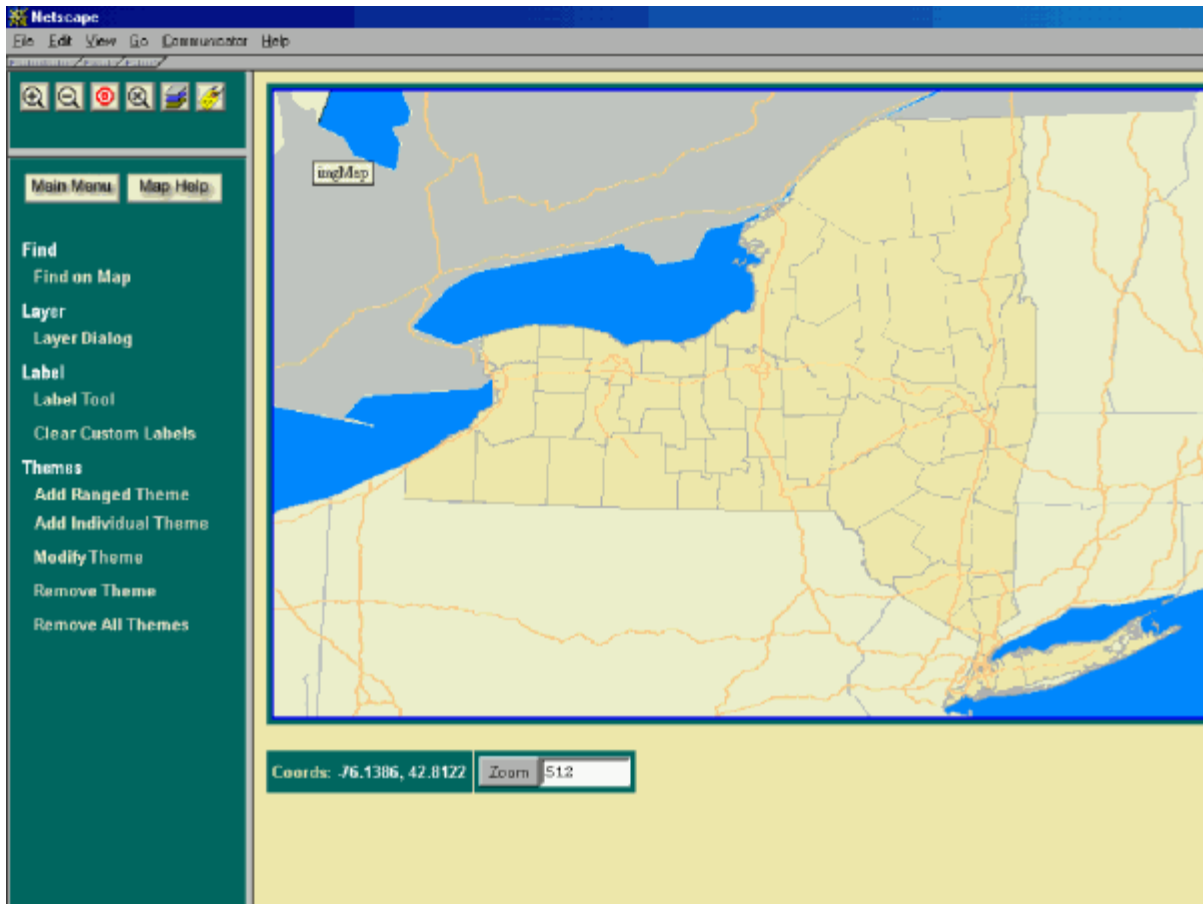 Netscape
File Edit View Go Communicator Help
Main Menu Map Help
imgMap
Find
Find on Map
Layer
Layer Dialog
Label
Label Tool
Clear Custom Labels
Themes
Add Ranged Theme
Add Individual Theme
Modify Theme
Remove Theme
Remove All Themes
Coords: -76.1386, 42.8122 Zoom 512